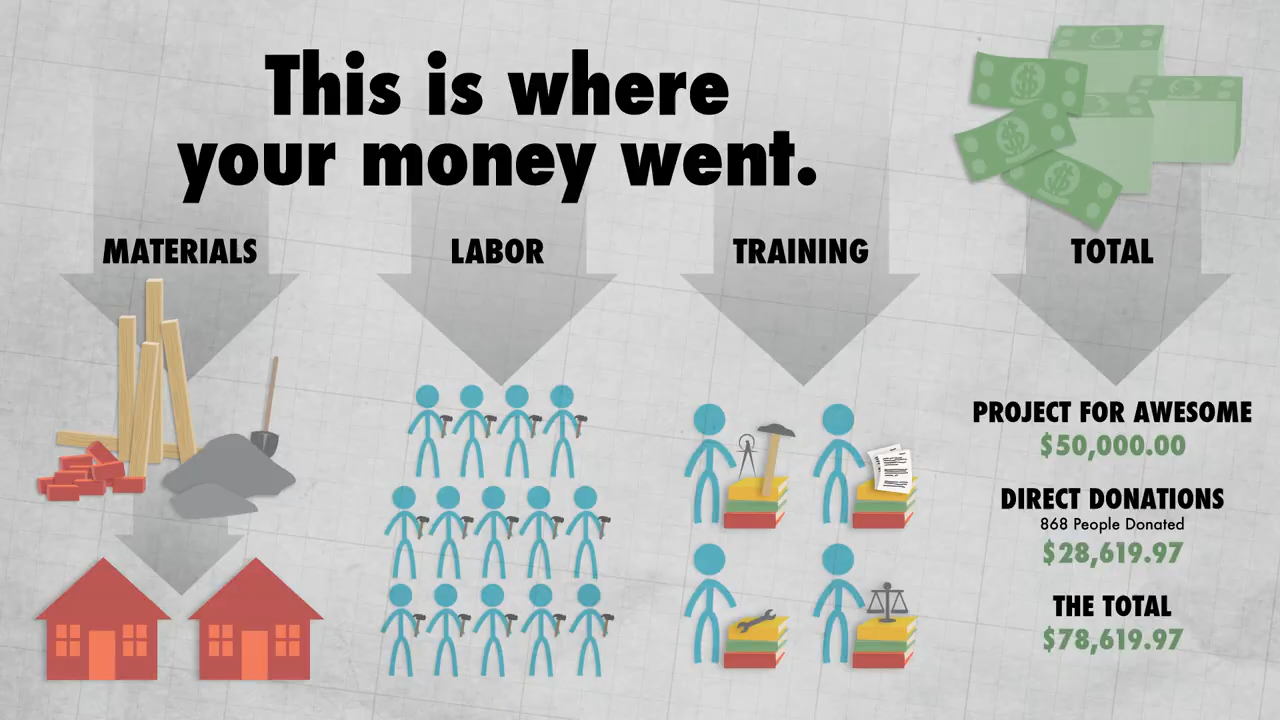 This is where
your money went.
MATERIALS
LABOR
TRAINING
TOTAL
PROJECT FOR AWESOME
$50,000.00
DIRECT DONATIONS
868 People Donated
$28,619.97
THE TOTAL
$78,619.97